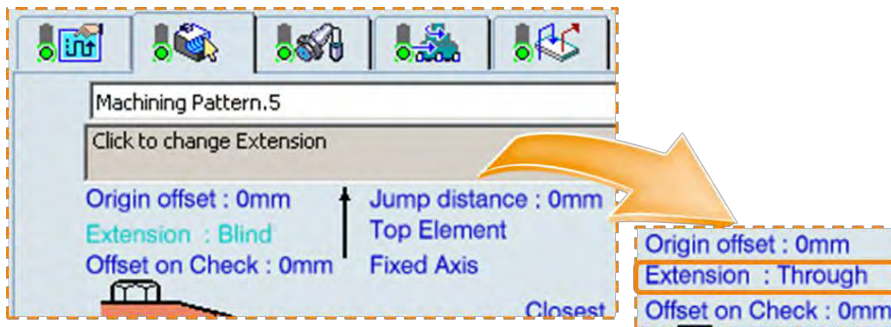 Machining Pattern.5
Click to change Extension
Origin offset : 0mm Jump distance : 0mm
Extension : Blind Top Element
Offset on Check : 0mm Fixed Axis
Closest
Origin offset : 0mm
Extension : Through
Offset on Check : 0mm